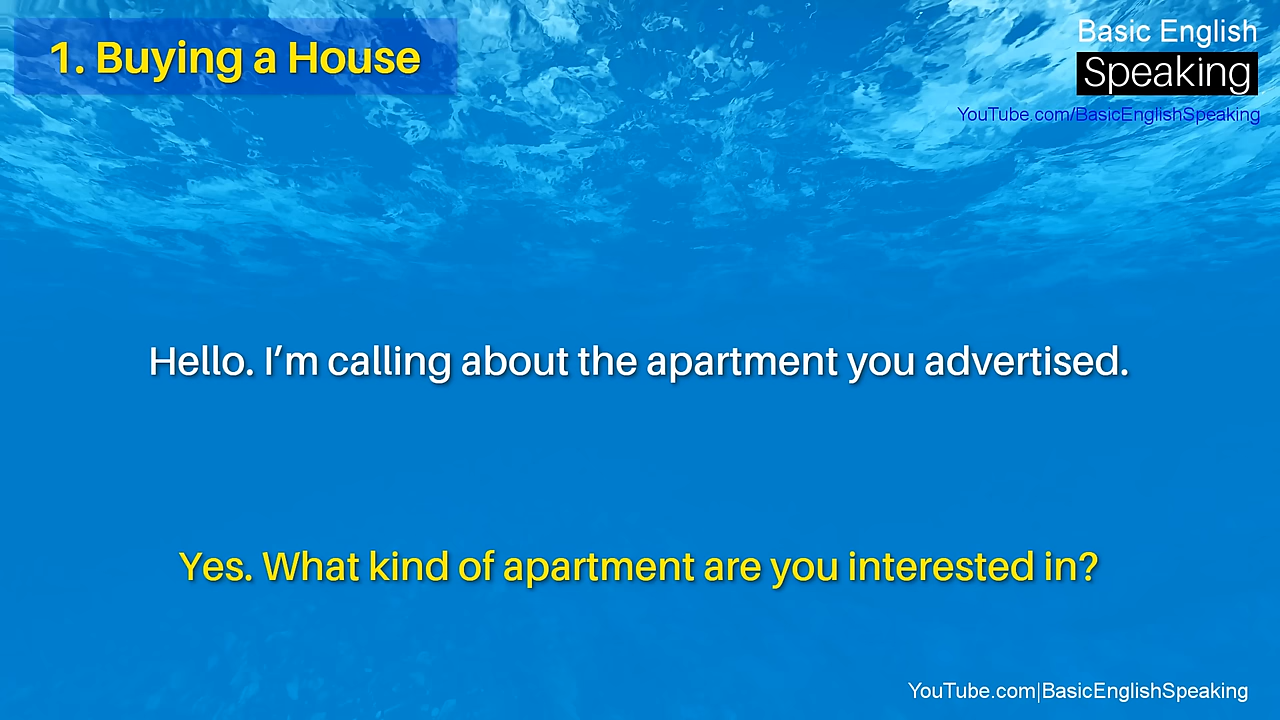 1. Buying a House
Basic English
Speaking
YouTube.com/BasicEnglishSpeaking
Hello. I’m calling about the apartment you advertised.
Yes. What kind of apartment are you interested in?
YouTube.com|BasicEnglishSpeaking